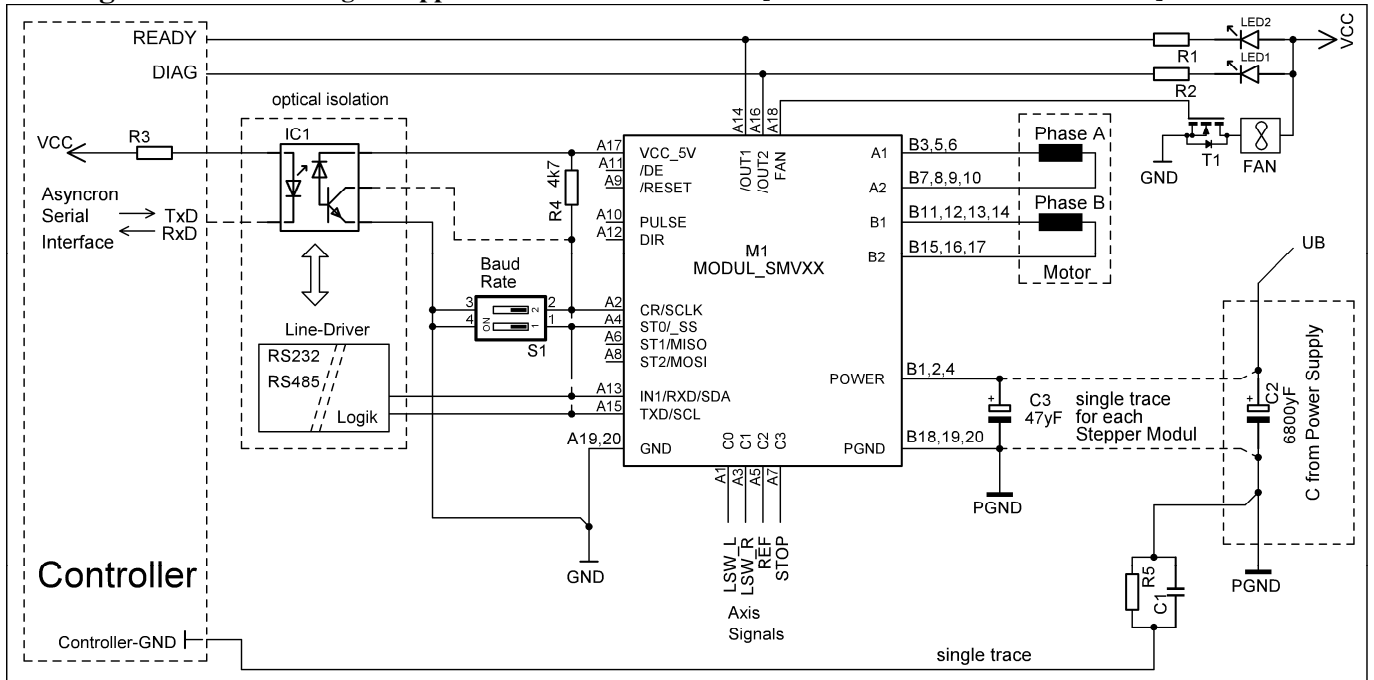 READY
DIAG
optical isolation
IC1
VCC
R3
Asyncron
Serial
Interface
TxD
RxD
R4 4k7
Baud
Rate
3
4
2
1
ON
2
1
S1
Line-Driver
RS232
RS485
Logik
Controller
Controller-GND
GND
A17
A11
A9
A10
A12
A2
A4
A6
A8
A13
A15
A19,20
VCC_5V
/DE
/RESET
PULSE
DIR
CR/SCLK
ST0/_SS
ST1/MISO
ST2/MOSI
IN1/RXD/SDA
TXD/SCL
GND
A14
A16
A18
/OUT1
/OUT2
FAN
M1
MODUL_SMVXX
A1
A2
B1
B2
POWER
PGND
C0
C1
C2
C3
A1
A3
A5
A7
LSW_L
LSW_R
REF
STOP
Axis
Signals
B3,5,6
B7,8,9,10
B11,12,13,14
B15,16,17
B1,2,4
B18,19,20
Phase A
Phase B
Motor
R1
R2
LED2
LED1
VCC
GND
T1
FAN
UB
+
C3
47yF
single trace
for each
Stepper Modul
PGND
+
C2
6800yF
C from Power Supply
PGND
R5
C1
single trace